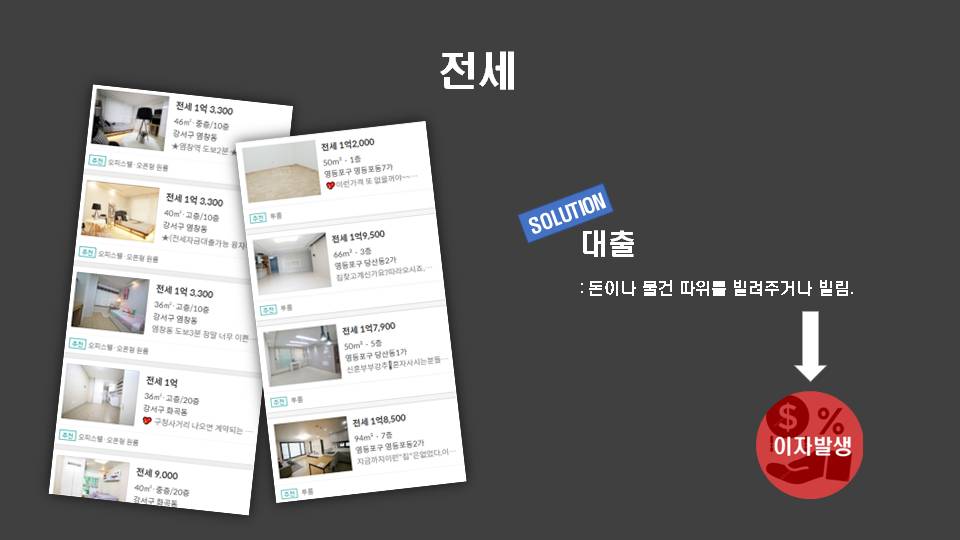 전세
전세 1억 3,300
46㎡·중층/10층
강서구 염창동
★염창역 도보2분 ★
추천 오피스텔·오픈형 원룸
전세 1억 3,300
40㎡·고층/10층
강서구 염창동
★(전세자금대출가능 융자
추천 오피스텔·오픈형 원룸
전세 1억 3,300
36㎡·고층/10층
강서구 염창동
염창동 도보3분 정말 너무 이쁜…
추천 오피스텔·오픈형 원룸
전세 1억
36㎡·고층/20층
강서구 화곡동
구청사거리 나오면 계약되는 …
추천 오피스텔·오픈형 원룸
전세 9,000
40㎡·중층/20층
강서구 화곡동
전세 1억2,000
50㎡ - 1층
영등포구 영등포동7가
이런가격 또 없을꺼야~~…
추천 투룸
전세 1억9,500
66㎡ - 3층
영등포구 당산동2가
집찾고계신가요?따라오시죠, …
추천 투룸
전세 1억7,900
50㎡ - 5층
영등포구 당산동1가
신혼부부강추 혼자사시는분들…
추천 투룸
전세 1억8,500
94㎡ - 7층
영등포구 영등포동2가
지금까지이런"집"은없었다,이…
추천 투룸
SOLUTION
대출
: 돈이나 물건 따위를 빌려주거나 빌림.
$ %
이자발생